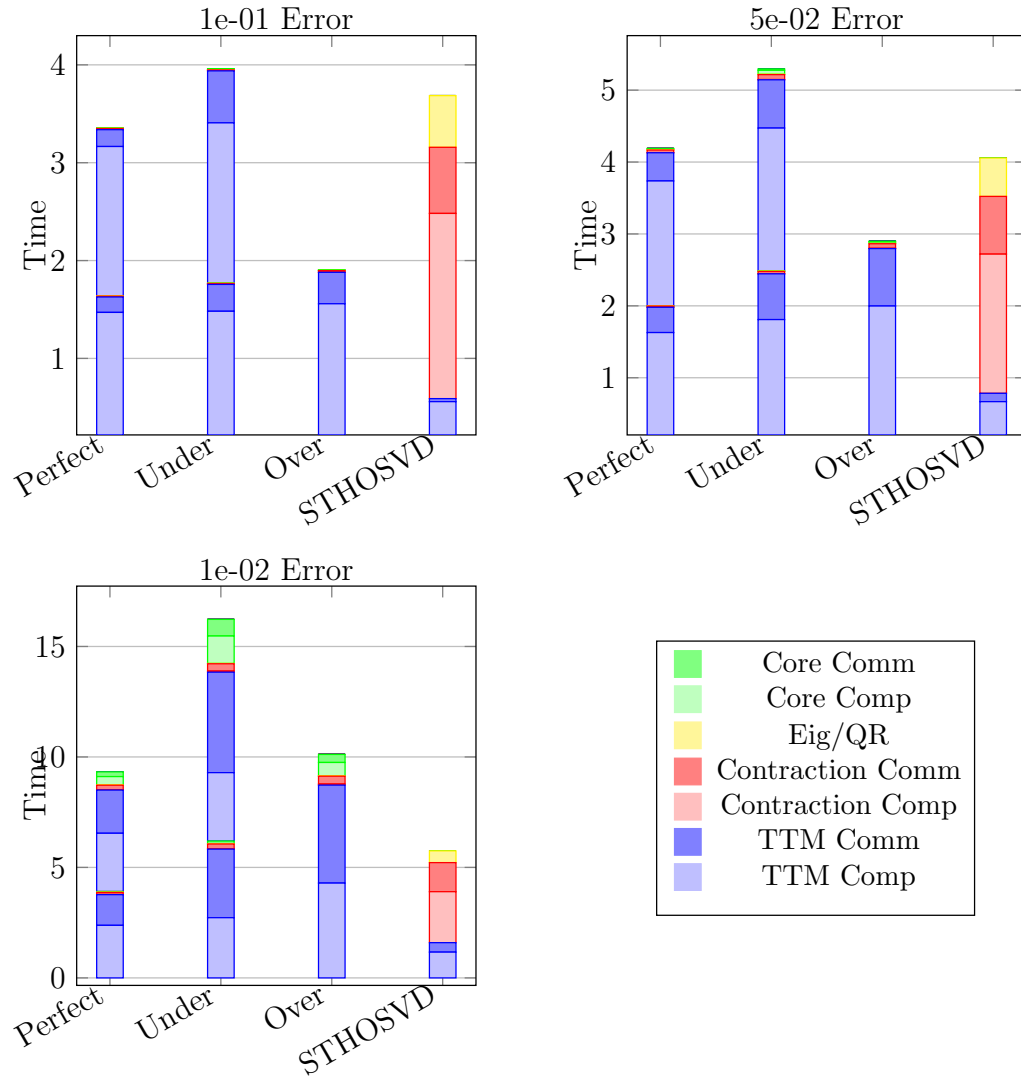 1e-01 Error
Time
4
3
2
1
Perfect
Under
Over
STHOSVD
5e-02 Error
Time
5
4
3
2
1
Perfect
Under
Over
STHOSVD
1e-02 Error
Time
15
10
5
0
Perfect
Under
Over
STHOSVD
Core Comm
Core Comp
Eig/QR
Contraction Comm
Contraction Comp
TTM Comm
TTM Comp